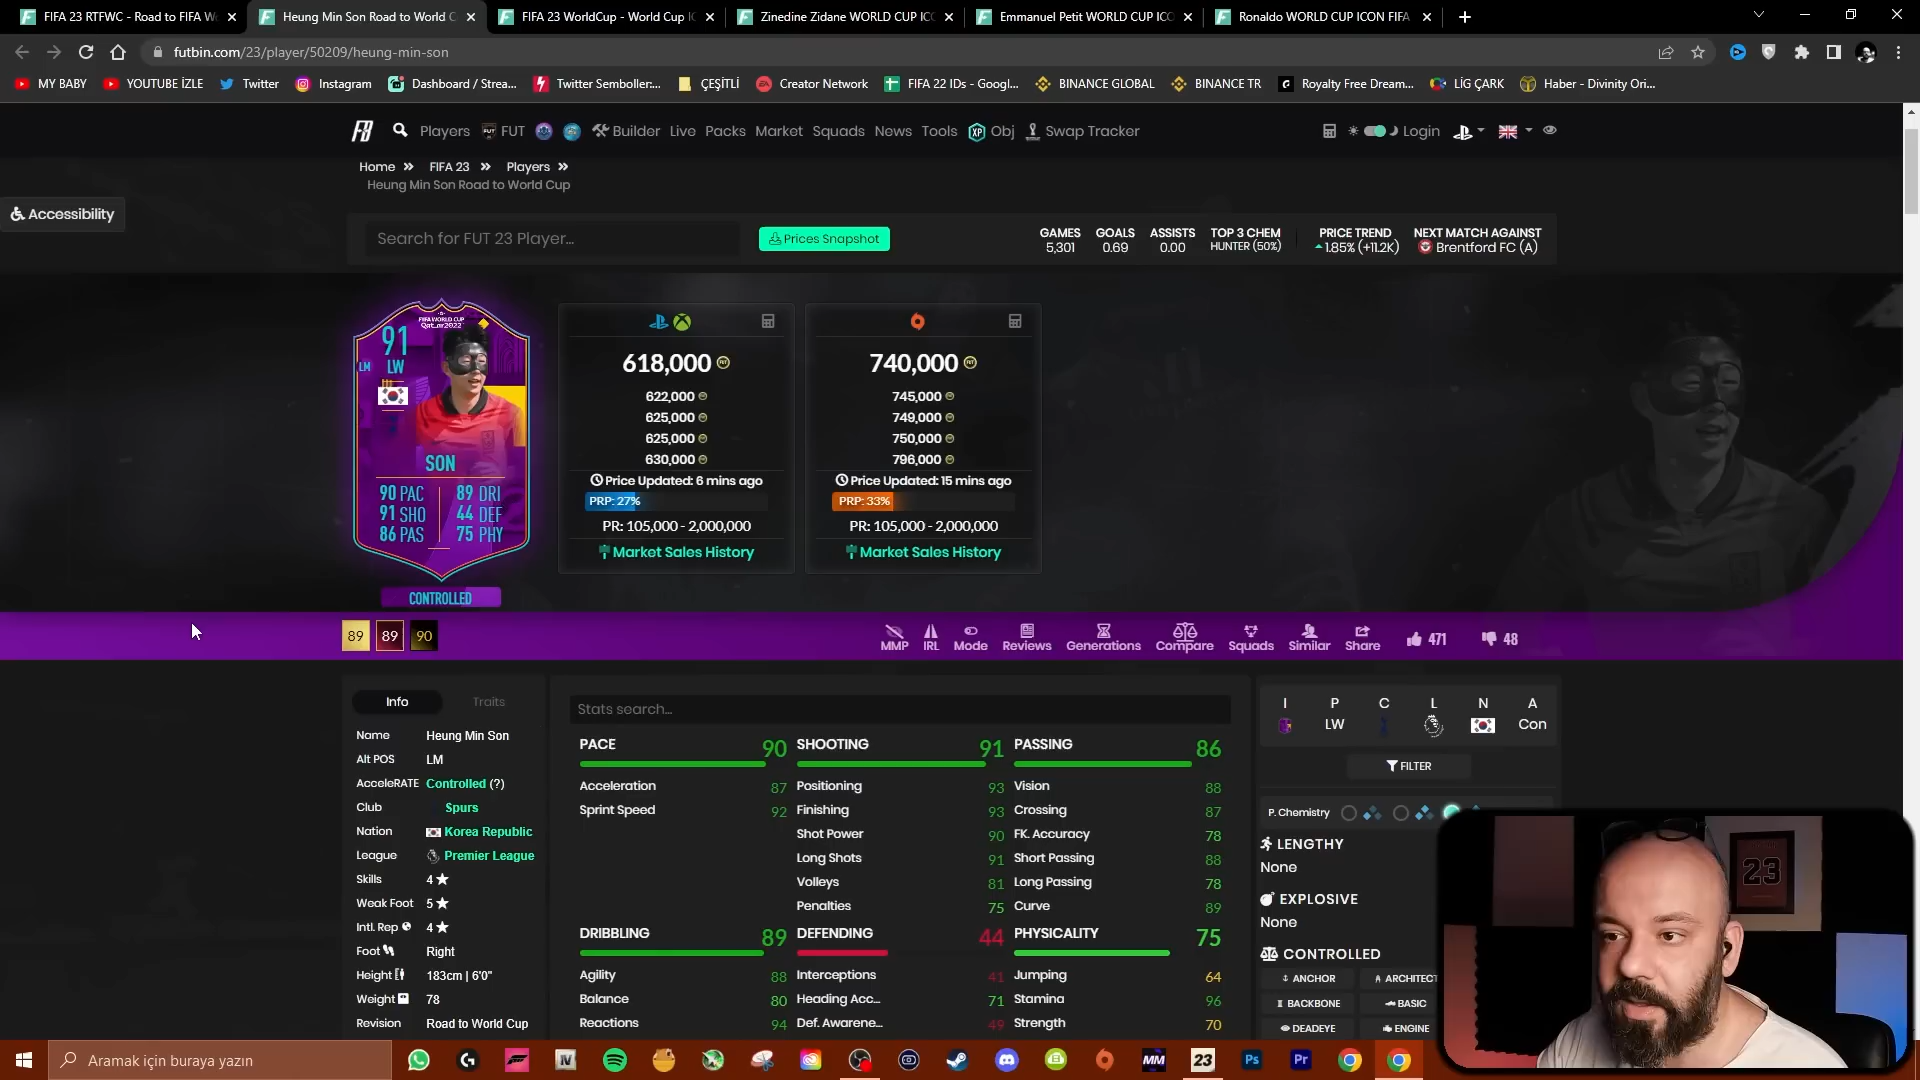 FIFA 23 RTFWC - Road to FIFA W
Heung Min Son Road to World C
FIFA 23 WorldCup - World Cup IC
Zinedine Zidane WORLD CUP ICO
Emmanuel Petit WORLD CUP ICO
Ronaldo WORLD CUP ICON FIFA
futbin.com/23/player/50209/heung-min-son
MY BABY
YOUTUBE İZLE
Twitter
Instagram
Dashboard / Strea...
Twitter Semboller:...
ÇEŞİTLİ
Creator Network
FIFA 22 IDs - Googl...
BINANCE GLOBAL
BINANCE TR
Royalty Free Dream...
LİG ÇARK
Haber - Divinity Ori...
Players FUT Builder Live Packs Market Squads News Tools XP Obj Swap Tracker
Login
Home » FIFA 23 » Players »
Heung Min Son Road to World Cup
Accessibility
Search for FUT 23 Player...
Prices Snapshot
GAMES
5,301
GOALS
0.69
ASSISTS
0.00
TOP 3 CHEM
HUNTER (50%)
PRICE TREND
1.85% (+11.2K)
NEXT MATCH AGAINST
Brentford FC (A)
FIFA WORLD CUP
Qatar2022
91
LM LW
SON
90 PAC 89 DRI
91 SHO 44 DEF
86 PAS 75 PHY
CONTROLLED
618,000
622,000
625,000
625,000
630,000
Price Updated: 6 mins ago
PRP: 27%
PR: 105,000 - 2,000,000
Market Sales History
740,000
745,000
749,000
750,000
796,000
Price Updated: 15 mins ago
PRP: 33%
PR: 105,000 - 2,000,000
Market Sales History
89 89 90
MMP IRL Mode Reviews Generations Compare Squads Similar Share 471 48
Info Traits
Name Heung Min Son
Alt POS LM
AcceleRATE Controlled (?)
Club Spurs
Nation Korea Republic
League Premier League
Skills 4★
Weak Foot 5★
Intl. Rep 4★
Foot Right
Height 183cm | 6'0"
Weight 78
Revision Road to World Cup
Stats search...
PACE 90
Acceleration 87
Sprint Speed 92
SHOOTING 91
Positioning 93
Finishing 93
Shot Power 90
Long Shots 91
Volleys 81
Penalties 75
PASSING 86
Vision 88
Crossing 87
FK. Accuracy 78
Short Passing 88
Long Passing 78
Curve 89
DRIBBLING 89
Agility 88
Balance 80
Reactions 94
DEFENDING 44
Interceptions 41
Heading Acc... 71
Def. Awarene... 49
PHYSICALITY 75
Jumping 64
Stamina 96
Strength 70
I P C L N A
LW Con
FILTER
P. Chemistry
LENGTHY
None
EXPLOSIVE
None
CONTROLLED
ANCHOR ARCHITECT
BACKBONE BASIC
DEADEYE ENGINE
23
Aramak için buraya yazın
IV
MM
23
Ps
Pr